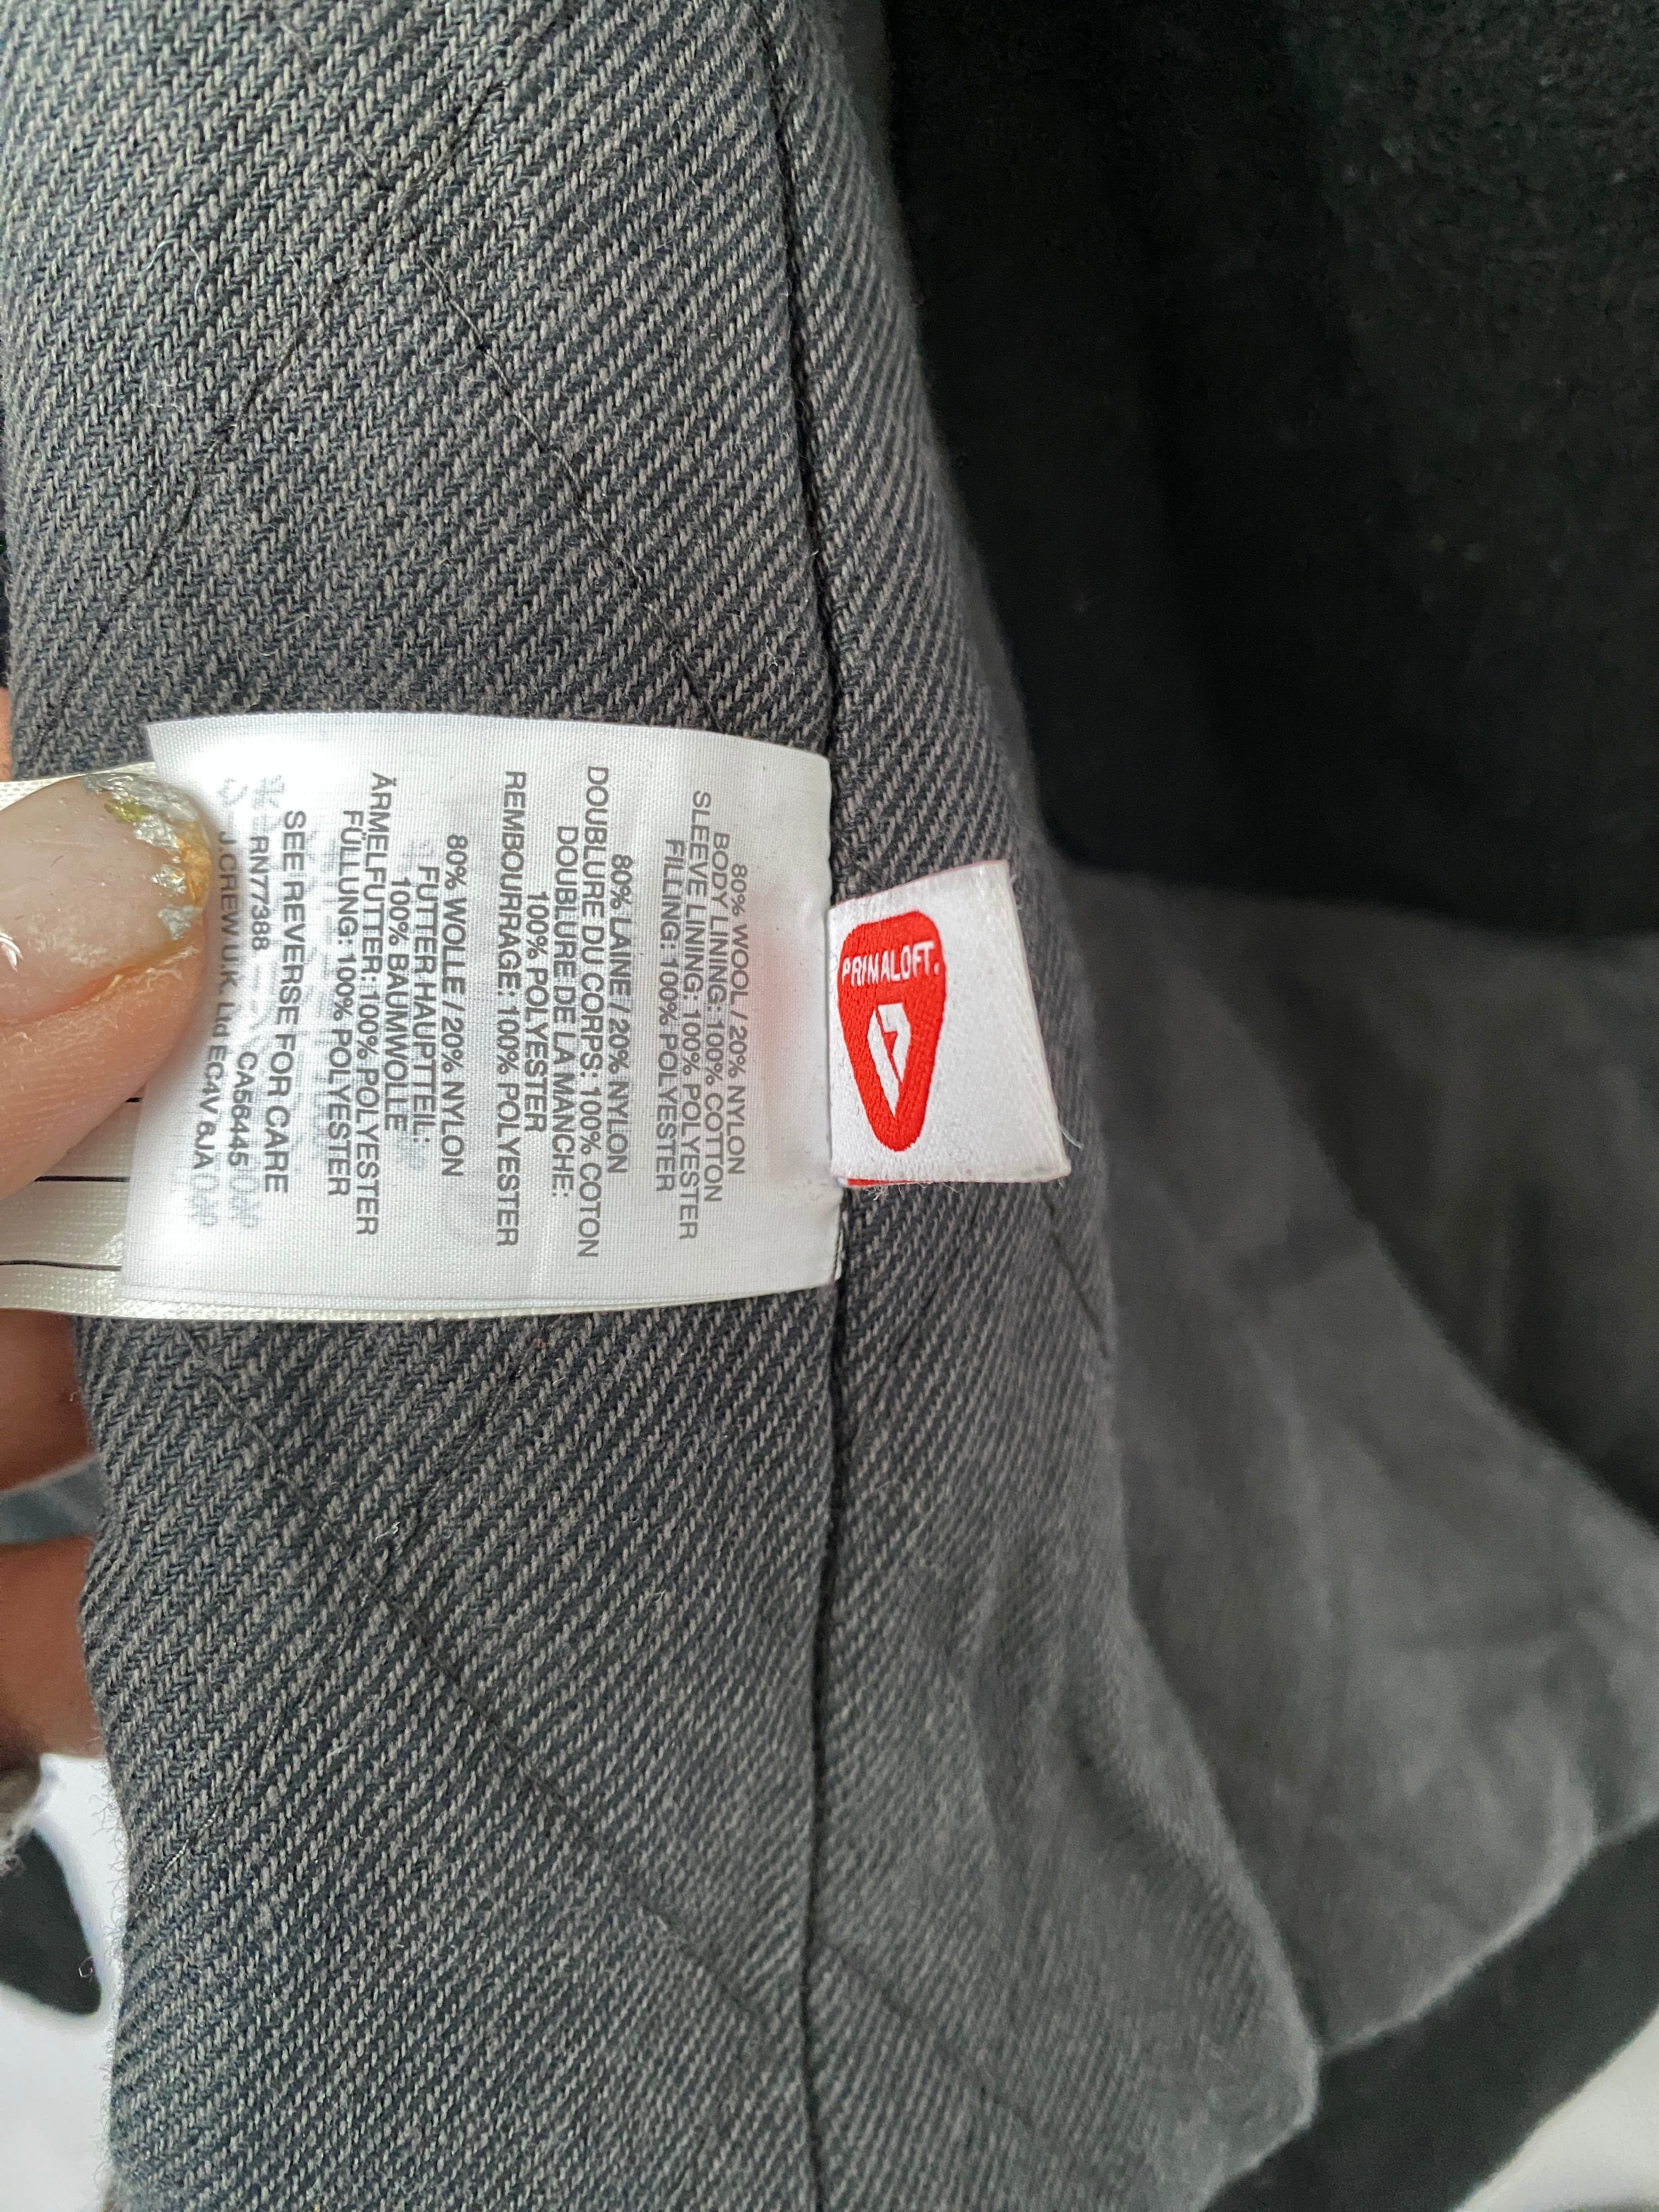 80% WOOL / 20% NYLON
BODY LINING: 100% COTTON
SLEEVE LINING: 100% POLYESTER
FILLING: 100% POLYESTER
80% LAINE / 20% NYLON
DOUBLURE DU CORPS: 100% COTON
DOUBLURE DE LA MANCHE:
100% POLYESTER
REMBOURRAGE: 100% POLYESTER
80% WOLLE / 20% NYLON
FUTTER HAUPTTEIL:
100% BAUMWOLLE
ÄRMELFUTTER: 100% POLYESTER
FÜLLUNG: 100% POLYESTER
SEE REVERSE FOR CARE
RN77388 CA56445
J.CREW U.K. Ltd EC4V 6JA
PRIMALOFT.